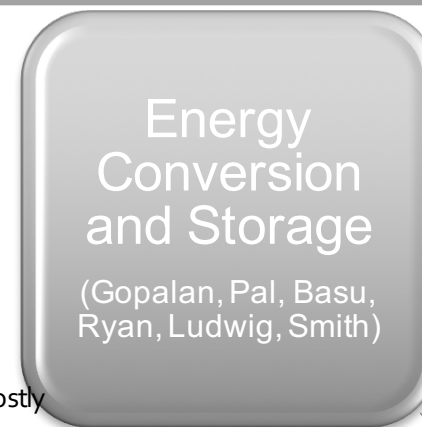 Energy
Conversion
and Storage
(Gopalan, Pal, Basu,
Ryan, Ludwig, Smith)